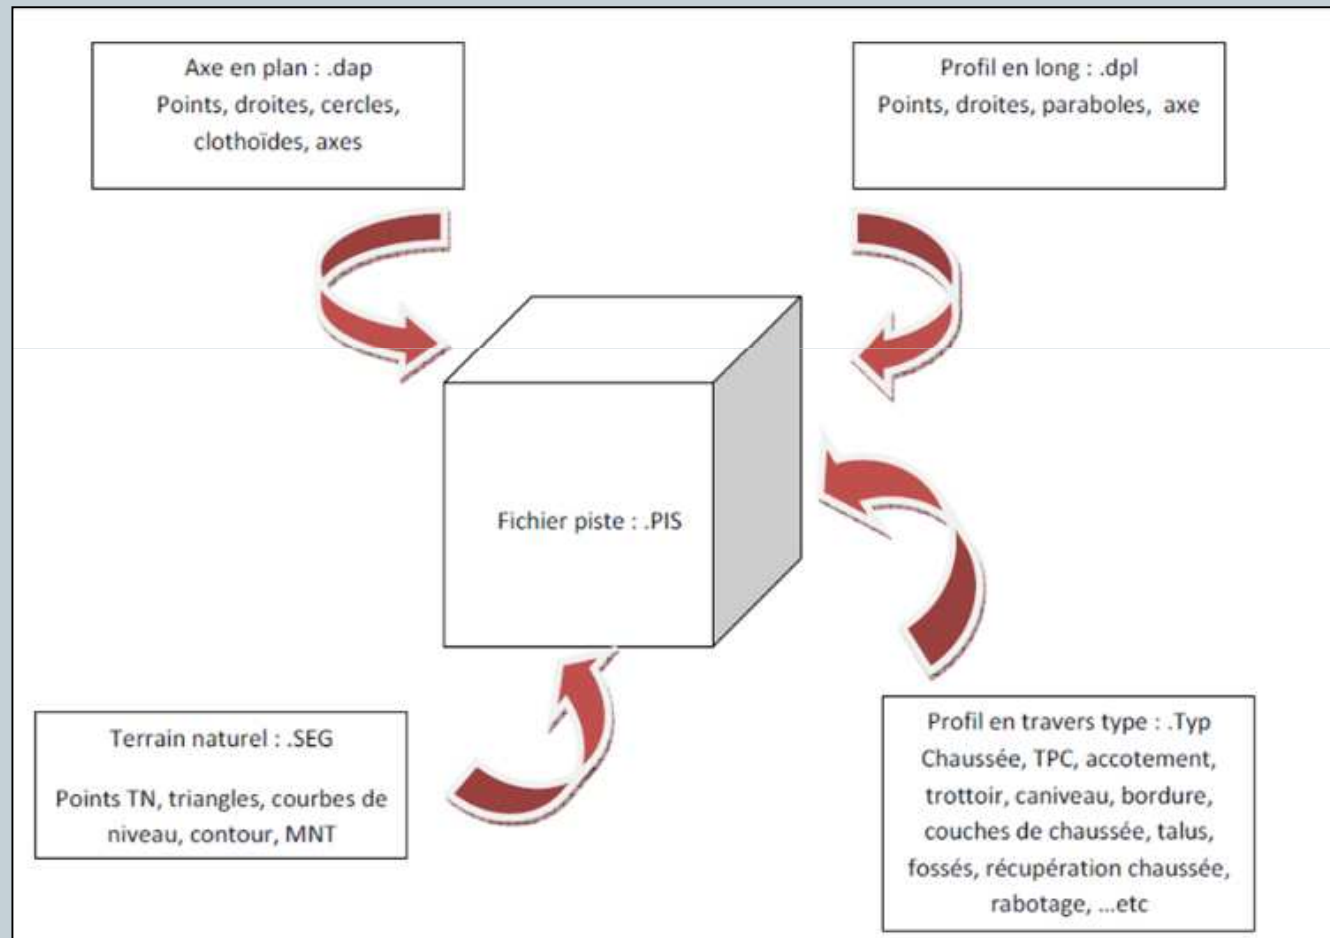 Axe en plan : .dap
Points, droites, cercles,
clothoïdes, axes
Profil en long : .dpl
Points, droites, paraboles, axe
Fichier piste : .PIS
Terrain naturel : .SEG
Points TN, triangles, courbes de
niveau, contour, MNT
Profil en travers type : .Typ
Chaussée, TPC, accotement,
trottoir, caniveau, bordure,
couches de chaussée, talus,
fossés, récupération chaussée,
rabotage, ...etc